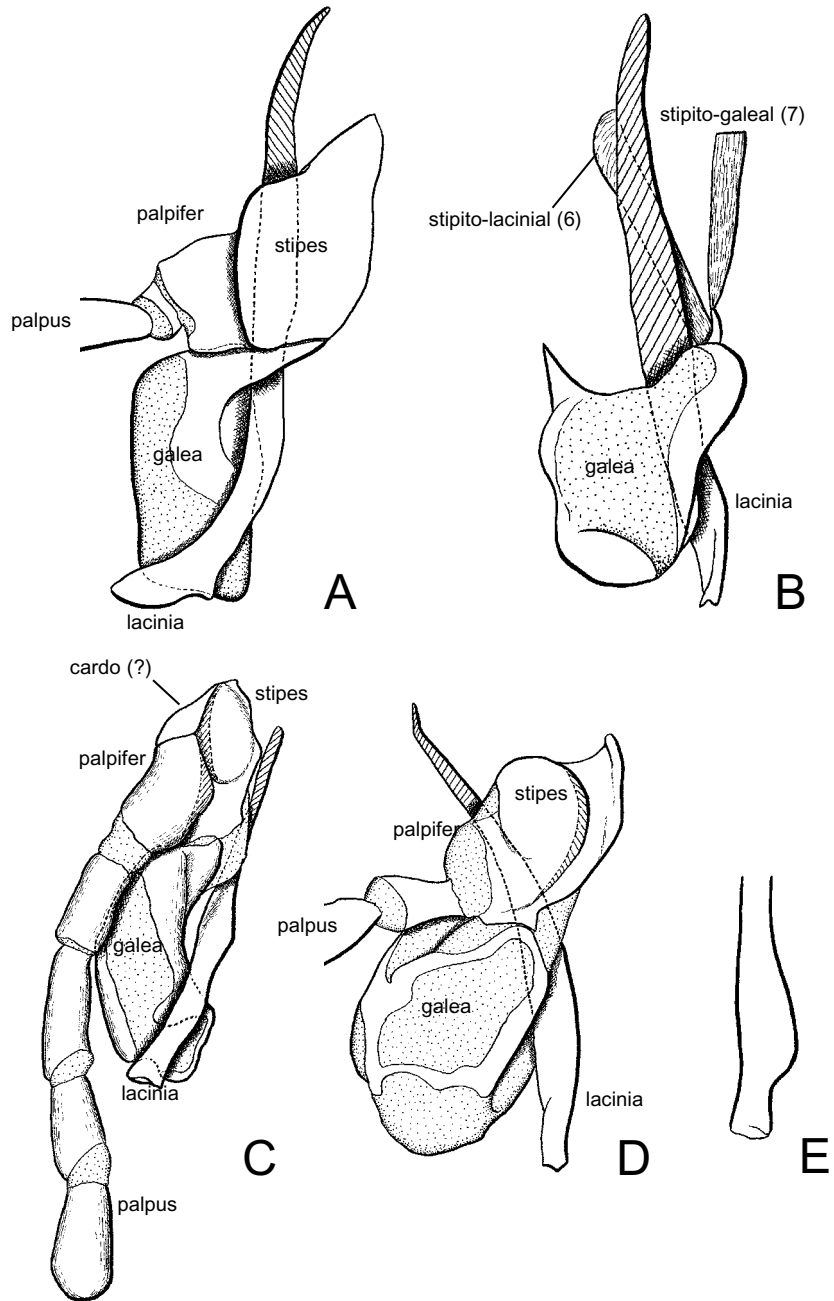 palpifer
stipes
palpus
galea
lacinia
A
stipito-galeal (7)
stipito-lacinial (6)
galea
lacinia
B
cardo (?)
stipes
palpifer
galea
lacinia
palpus
C
stipes
palpifer
palpus
galea
lacinia
D
E